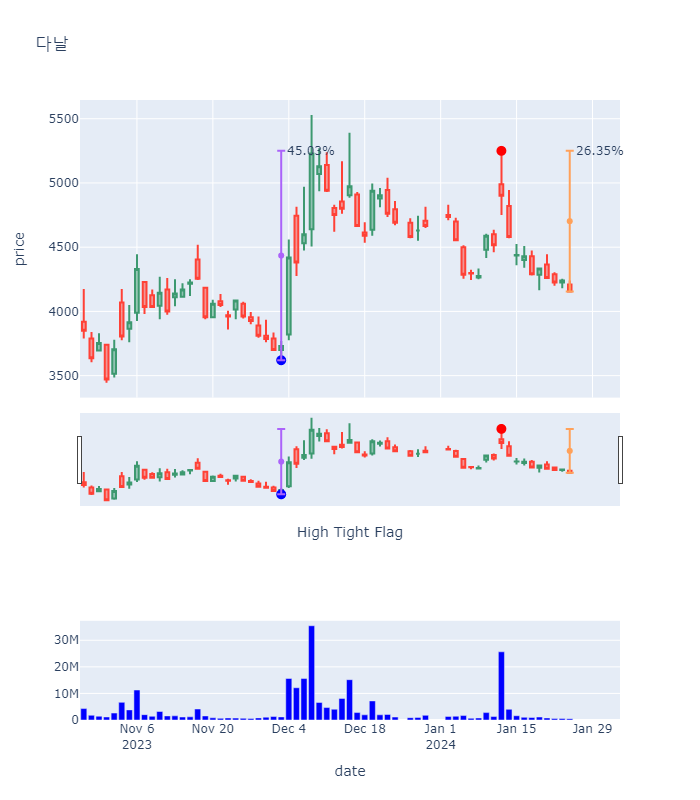 다날
5500
5000
4500
4000
3500
price
45.03%
26.35%
High Tight Flag
30M
20M
10M
0
Nov 6
2023
Nov 20
Dec 4
Dec 18
Jan 1
2024
Jan 15
Jan 29
date